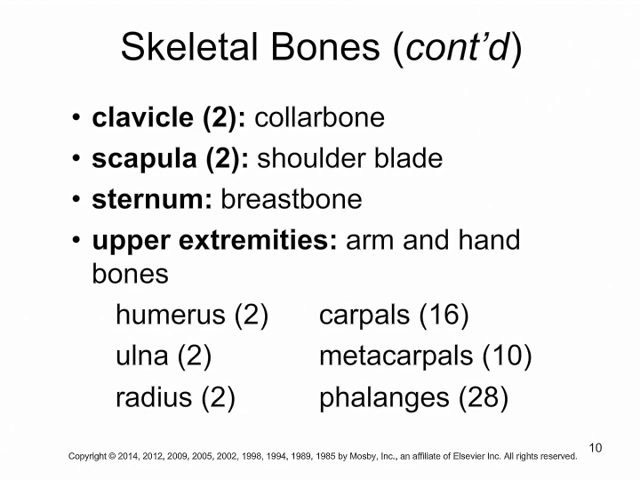 Skeletal Bones (cont’d)
• clavicle (2): collarbone
• scapula (2): shoulder blade
• sternum: breastbone
• upper extremities: arm and hand
bones
humerus (2) carpals (16)
ulna (2) metacarpals (10)
radius (2) phalanges (28)
10
Copyright © 2014, 2012, 2009, 2005, 2002, 1998, 1994, 1989, 1985 by Mosby, Inc., an affiliate of Elsevier Inc. All rights reserved.